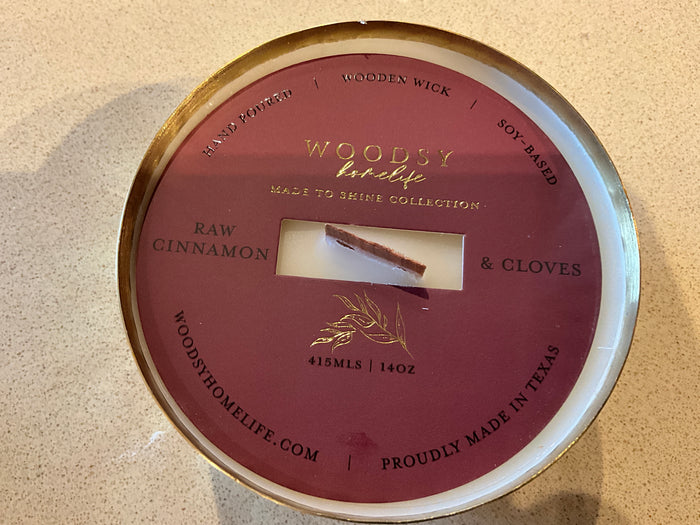 HAND POURED | WOODEN WICK | SOY-BASED
WOODSY
homelife
MADE TO SHINE COLLECTION
RAW
CINNAMON
& CLOVES
415MLS | 14OZ
WOODSYHOMELIFE.COM | PROUDLY MADE IN TEXAS